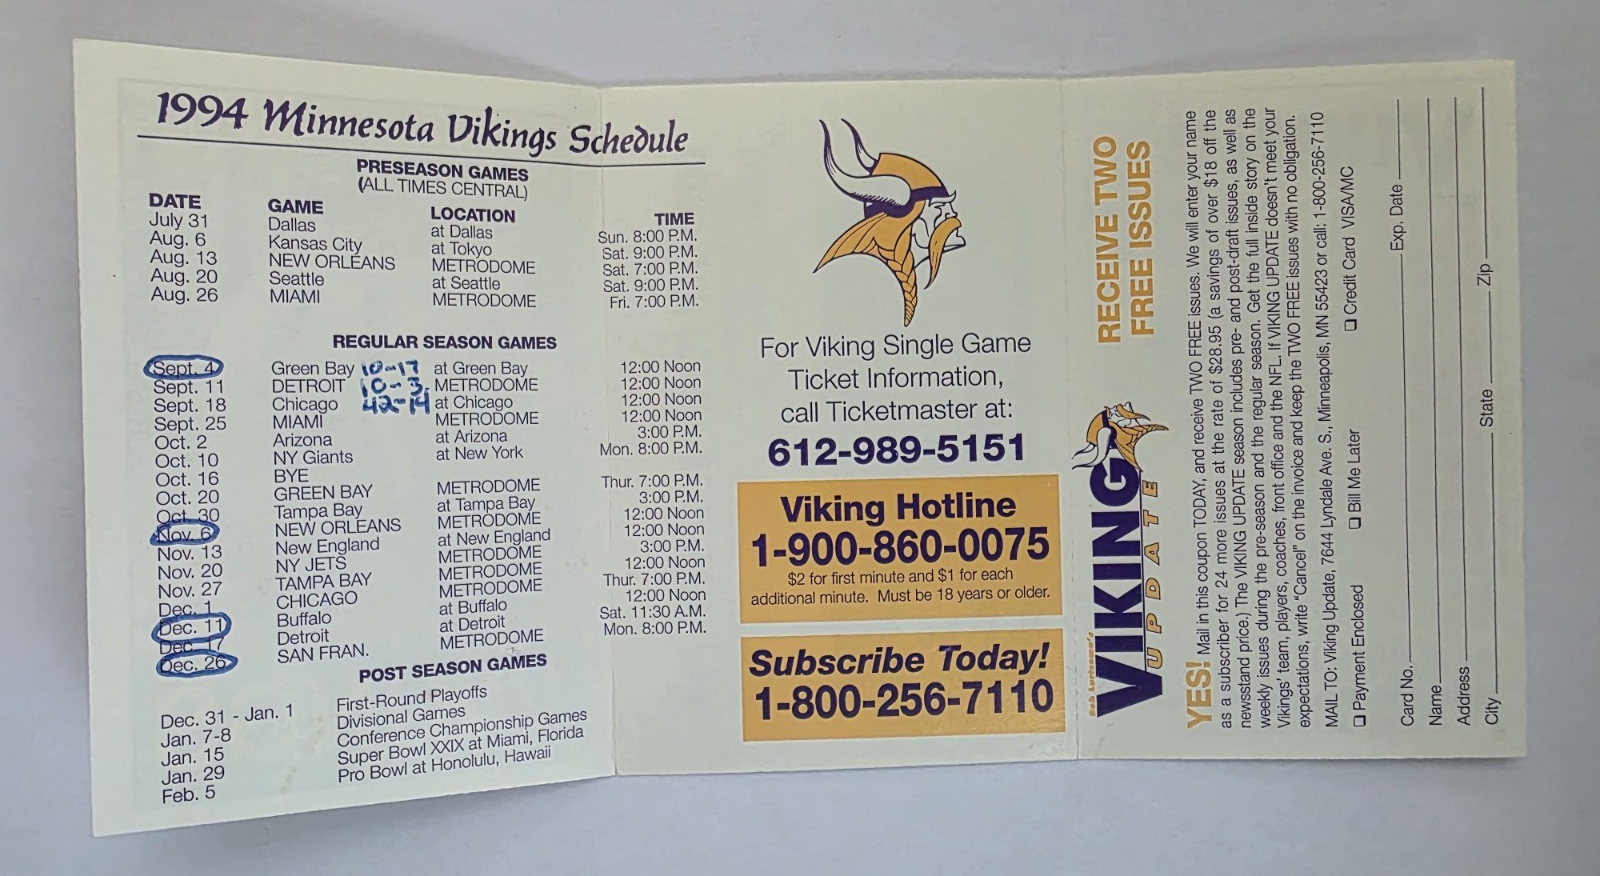 1994 Minnesota Vikings Schedule
PRESEASON GAMES
(ALL TIMES CENTRAL)
DATE GAME LOCATION TIME
July 31 Dallas at Dallas Sun. 8:00 P.M.
Aug. 6 Kansas City at Tokyo Sat. 9:00 P.M.
Aug. 13 NEW ORLEANS METRODOME Sat. 7:00 P.M.
Aug. 20 Seattle at Seattle Sat. 9:00 P.M.
Aug. 26 MIAMI METRODOME Fri. 7:00 P.M.
REGULAR SEASON GAMES
Sept. 4 Green Bay 10-17 at Green Bay 12:00 Noon
Sept. 11 DETROIT 10-3 METRODOME 12:00 Noon
Sept. 18 Chicago 42-14 at Chicago 12:00 Noon
Sept. 25 MIAMI METRODOME 12:00 Noon
Oct. 2 Arizona at Arizona 3:00 P.M.
Oct. 10 NY Giants at New York Mon. 8:00 P.M.
Oct. 16 BYE
Oct. 20 GREEN BAY METRODOME Thur. 7:00 P.M.
Oct. 30 Tampa Bay at Tampa Bay 3:00 P.M.
Nov. 6 NEW ORLEANS METRODOME 12:00 Noon
Nov. 13 New England at New England 12:00 Noon
Nov. 20 NY JETS METRODOME 3:00 P.M.
Nov. 27 TAMPA BAY METRODOME 12:00 Noon
Dec. 1 CHICAGO METRODOME Thur. 7:00 P.M.
Dec. 11 Buffalo at Buffalo 12:00 Noon
Dec. 17 Detroit at Detroit Sat. 11:30 A.M.
Dec. 26 SAN FRAN. METRODOME Mon. 8:00 P.M.
POST SEASON GAMES
Dec. 31 - Jan. 1 First-Round Playoffs
Jan. 7-8 Divisional Games
Jan. 15 Conference Championship Games
Jan. 29 Super Bowl XXIX at Miami, Florida
Feb. 5 Pro Bowl at Honolulu, Hawaii
For Viking Single Game
Ticket Information,
call Ticketmaster at:
612-989-5151
Viking Hotline
1-900-860-0075
$2 for first minute and $1 for each
additional minute. Must be 18 years or older.
Subscribe Today!
1-800-256-7110
Bob Lurtsema's
VIKING
UPDATE
RECEIVE TWO
FREE ISSUES
YES! Mail in this coupon TODAY, and receive TWO FREE issues. We will enter your name
as a subscriber for 24 more issues at the rate of $28.95 (a savings of over $18 off the
newsstand price.) The VIKING UPDATE season includes pre- and post-draft issues, as well as
weekly issues during the pre-season and the regular season. Get the full inside story on the
Vikings' team, players, coaches, front office and the NFL. If VIKING UPDATE doesn't meet your
expectations, write "Cancel" on the invoice and keep the TWO FREE issues with no obligation.
MAIL TO: Viking Update, 7644 Lyndale Ave. S., Minneapolis, MN 55423 or call: 1-800-256-7110
Payment Enclosed Bill Me Later Credit Card VISA/MC
Card No. Exp. Date
Name
Address
City State Zip